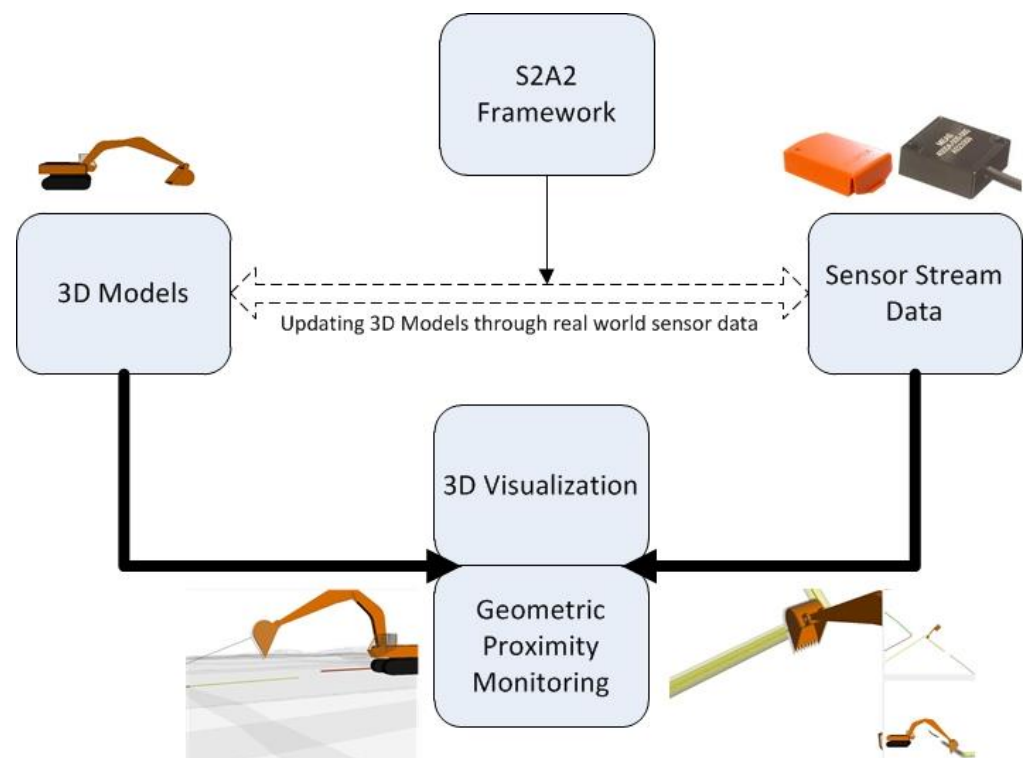 S2A2
Framework
3D Models
Sensor Stream
Data
Updating 3D Models through real world sensor data
3D Visualization
Geometric
Proximity
Monitoring